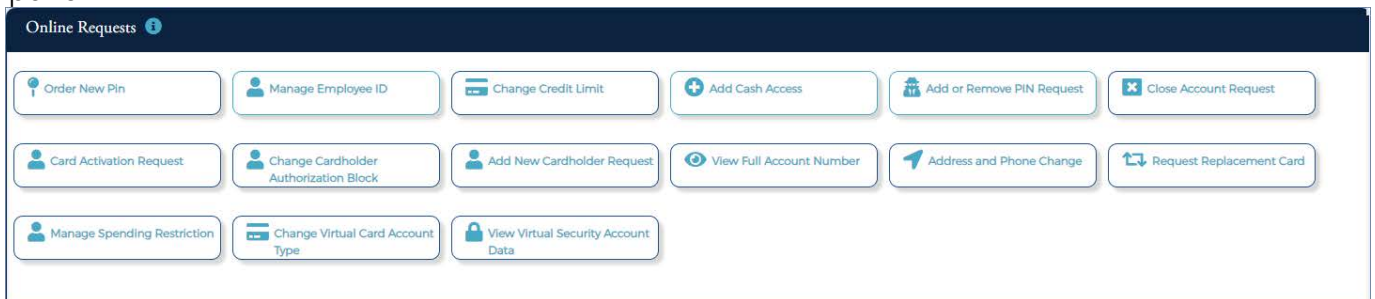 Online Requests
Order New Pin
Manage Employee ID
Change Credit Limit
Add Cash Access
Add or Remove PIN Request
Close Account Request
Card Activation Request
Change Cardholder
Authorization Block
Add New Cardholder Request
View Full Account Number
Address and Phone Change
Request Replacement Card
Manage Spending Restriction
Change Virtual Card Account
Type
View Virtual Security Account
Data